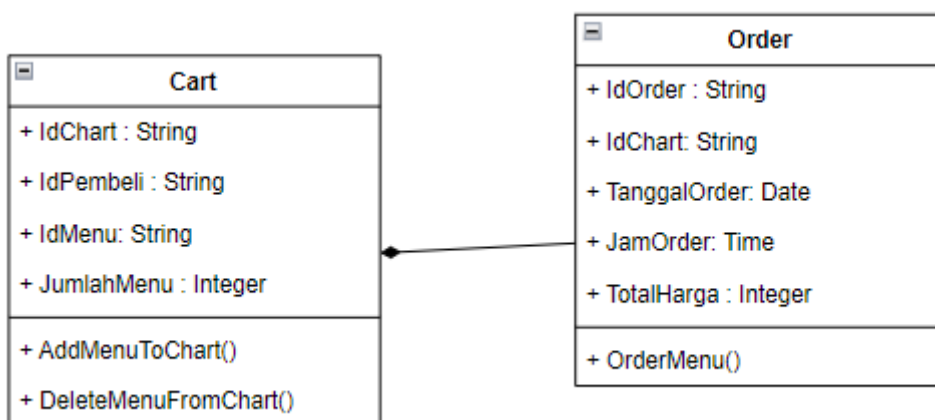 Cart
+ IdChart : String
+ IdPembeli : String
+ IdMenu: String
+ JumlahMenu : Integer
+ AddMenuToChart()
+ DeleteMenuFromChart()
Order
+ IdOrder : String
+ IdChart: String
+ TanggalOrder: Date
+ JamOrder: Time
+ TotalHarga : Integer
+ OrderMenu()